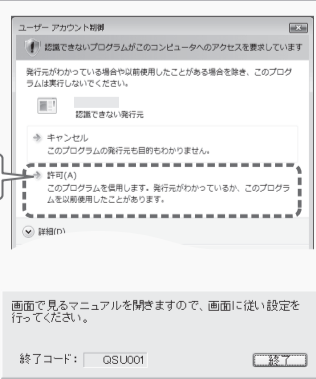 ユーザー アカウント制御
認識できないプログラムがこのコンピュータへのアクセスを要求しています
発行元がわかっている場合や以前使用したことがある場合を除き、このプログ
ラムは実行しないでください。
認識できない発行元
キャンセル
このプログラムの発行元も目的もわかりません。
許可(A)
このプログラムを信用します。発行元がわかっているか、このプログラ
ムを以前使用したことがあります。
詳細(D)
画面で見るマニュアルを開きますので、画面に従い設定を
行ってください。
終了コード: QSU001
終了